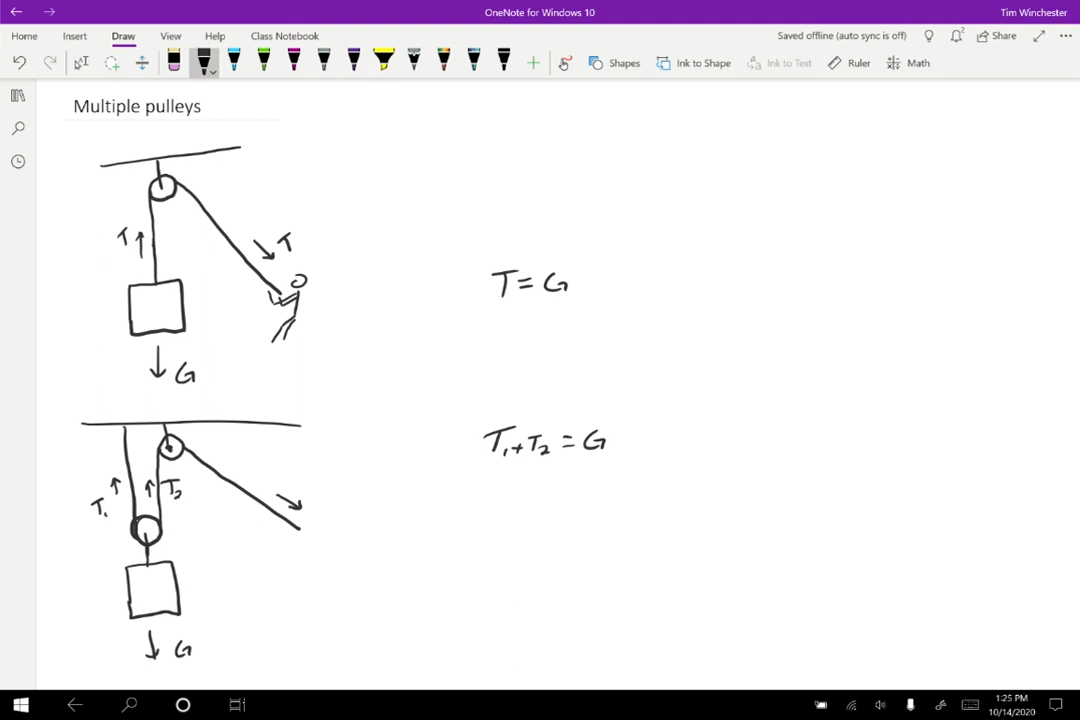 OneNote for Windows 10
Tim Winchester
Home Insert Draw View Help Class Notebook
Saved offline (auto sync is off) Share
Shapes Ink to Shape Ink to Text Ruler Math
Multiple pulleys
T T
T = G
G
T₁ + T₂ = G
T₁ T₂
G
1:25 PM
10/14/2020